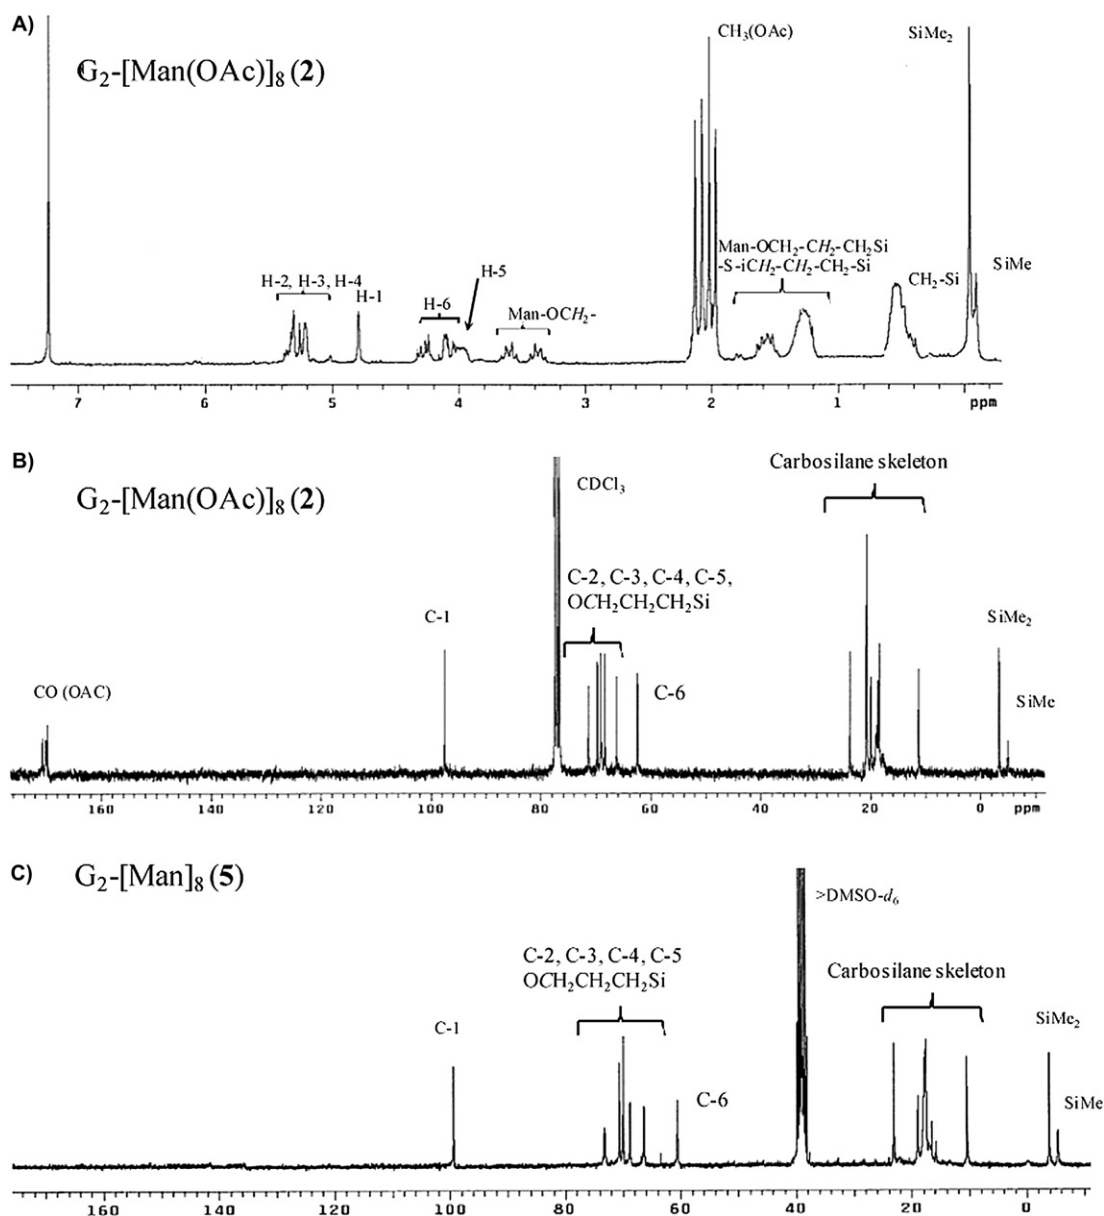 A)
G₂-[Man(OAc)]₈ (2)
CH₃(OAc)
SiMe₂
Man-OCH₂-CH₂-CH₂Si
-S-iCH₂-CH₂-CH₂-Si
CH₂-Si
SiMe
H-2, H-3, H-4
H-1
H-6
H-5
Man-OCH₂-
7 6 5 4 3 2 1 ppm
B)
G₂-[Man(OAc)]₈ (2)
CDCl₃
Carbosilane skeleton
C-2, C-3, C-4, C-5,
OCH₂CH₂CH₂Si
C-1
C-6
CO (OAC)
SiMe₂
SiMe
160 140 120 100 80 60 40 20 0 ppm
C)
G₂-[Man]₈ (5)
>DMSO-d₆
C-2, C-3, C-4, C-5
OCH₂CH₂CH₂Si
Carbosilane skeleton
C-1
C-6
SiMe₂
SiMe
160 140 120 100 80 60 40 20 0